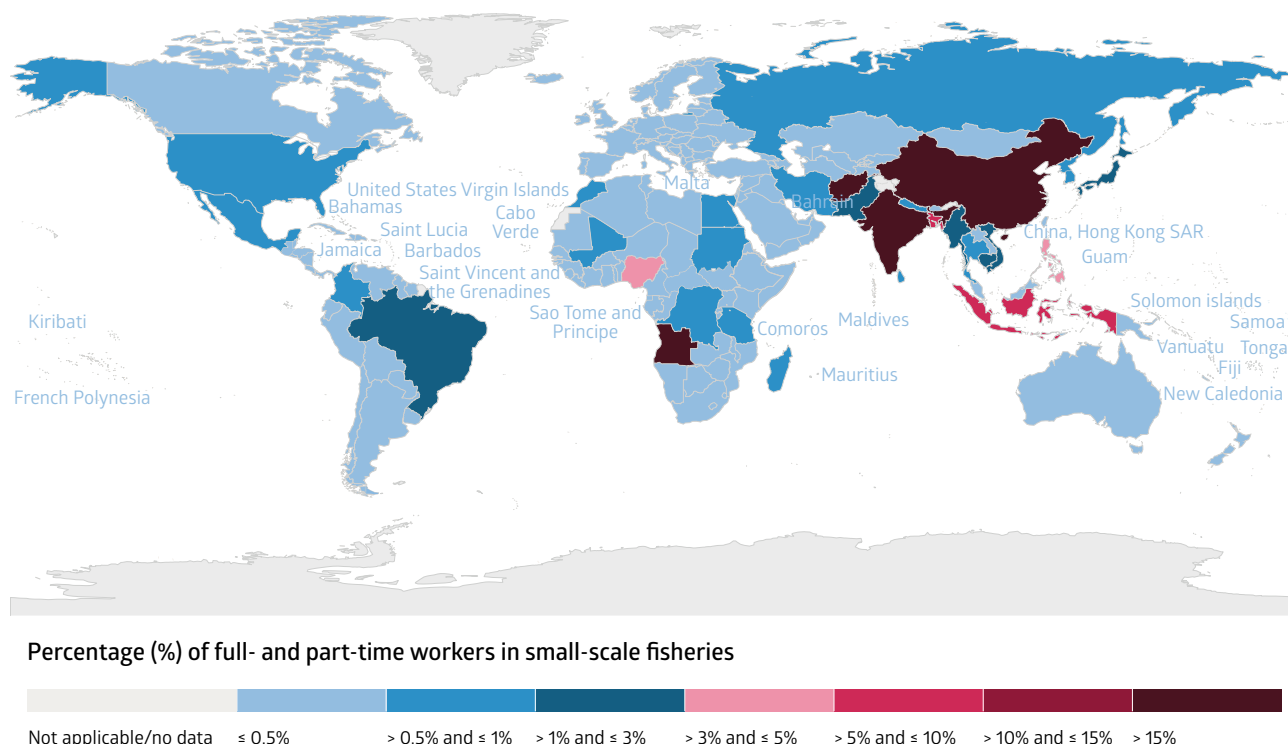 United States Virgin Islands
Malta
Bahamas
Cabo
Verde
Bahrain
Saint Lucia
China, Hong Kong SAR
Jamaica
Barbados
Guam
Saint Vincent and
the Grenadines
Solomon islands
Sao Tome and
Principe
Kiribati
Comoros
Maldives
Samoa
Vanuatu
Tonga
Fiji
Mauritius
French Polynesia
New Caledonia
Percentage (%) of full- and part-time workers in small-scale fisheries
Not applicable/no data
≤ 0.5%
> 0.5% and ≤ 1%
> 1% and ≤ 3%
> 3% and ≤ 5%
> 5% and ≤ 10%
> 10% and ≤ 15%
> 15%